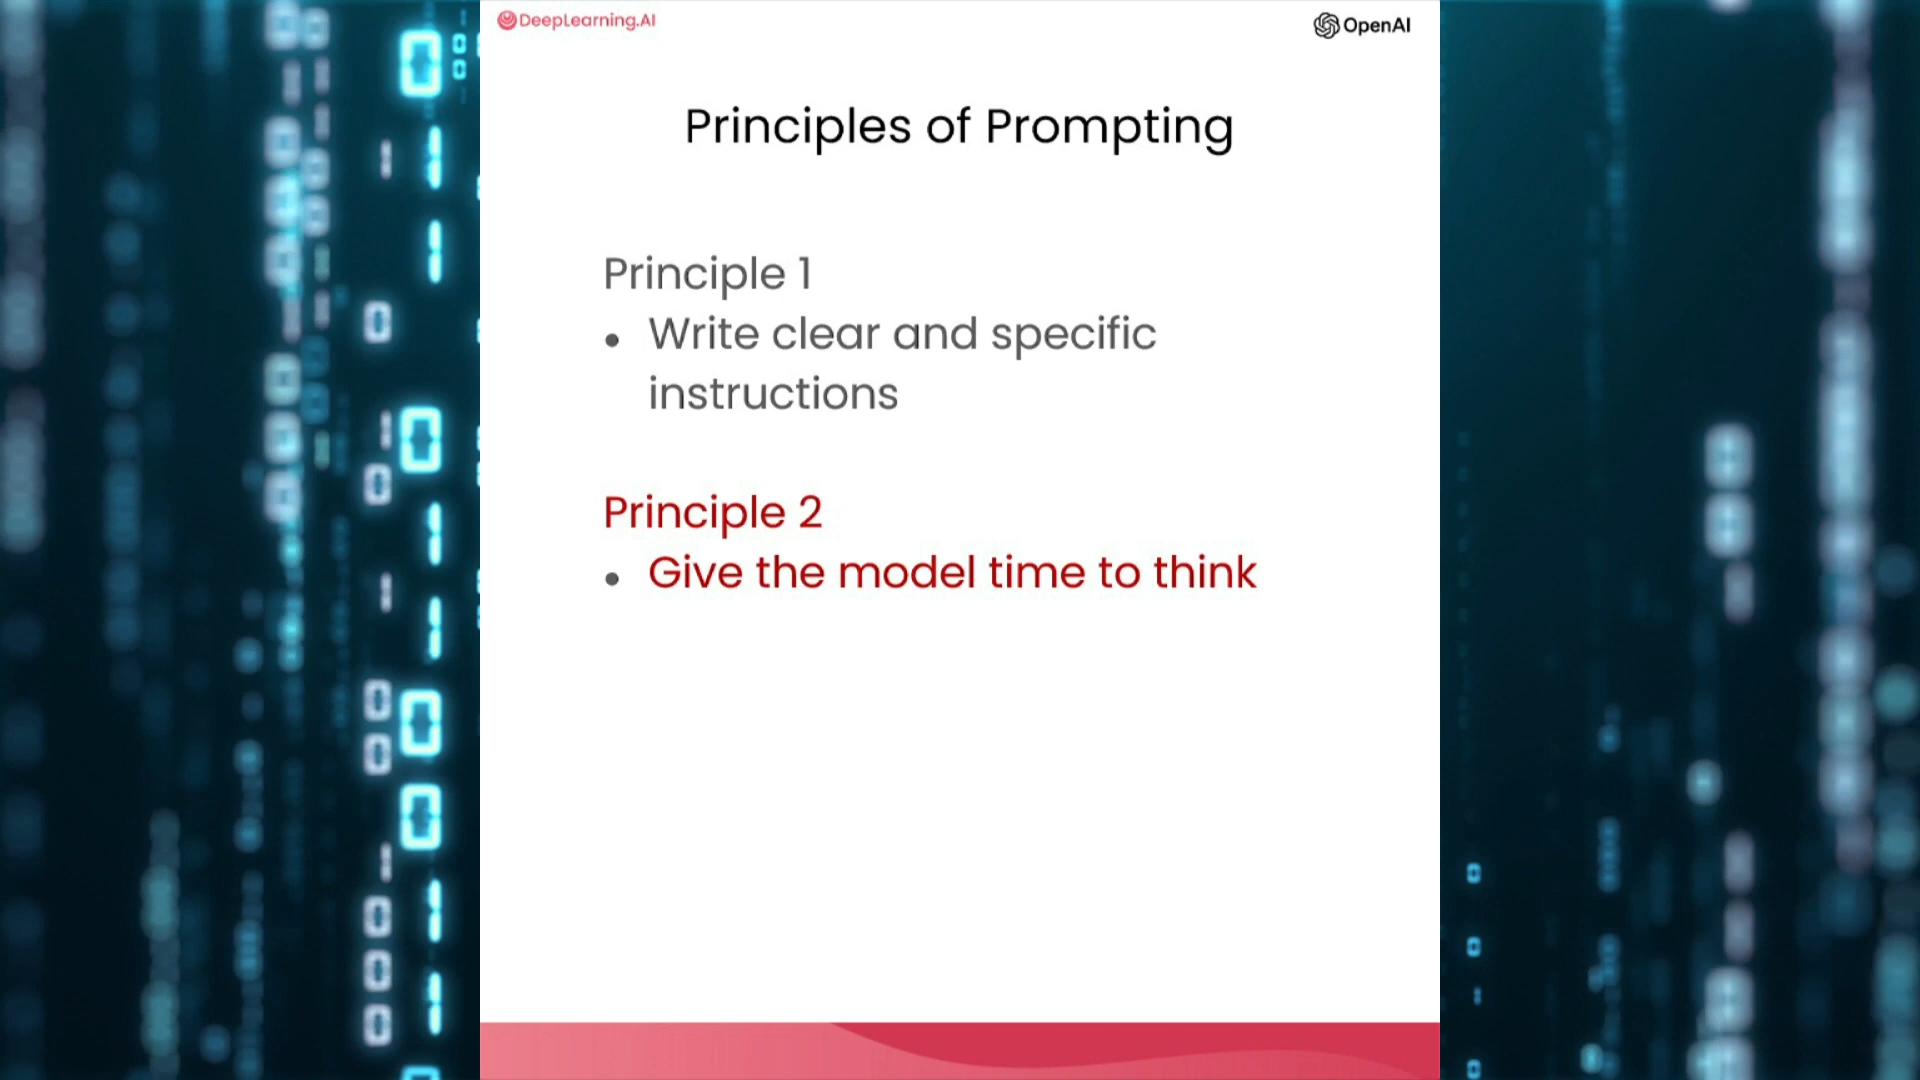 DeepLearning.AI
OpenAI
Principles of Prompting
Principle 1
• Write clear and specific
instructions
Principle 2
• Give the model time to think